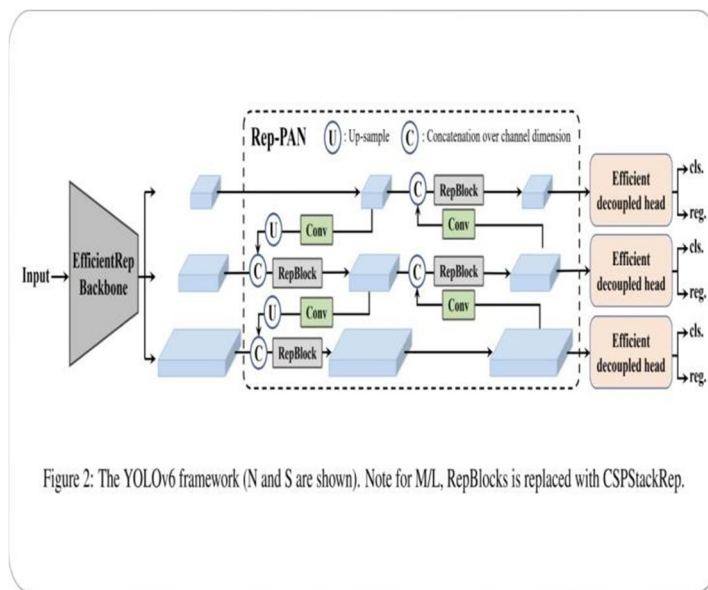 Rep-PAN U : Up-sample C : Concatenation over channel dimension
Input
EfficientRep
Backbone
C RepBlock
U Conv
Conv
C RepBlock
C RepBlock
U Conv
Conv
C RepBlock
Efficient
decoupled head
cls.
reg.
Efficient
decoupled head
cls.
reg.
Efficient
decoupled head
cls.
reg.
Figure 2: The YOLOv6 framework (N and S are shown). Note for M/L, RepBlocks is replaced with CSPStackRep.